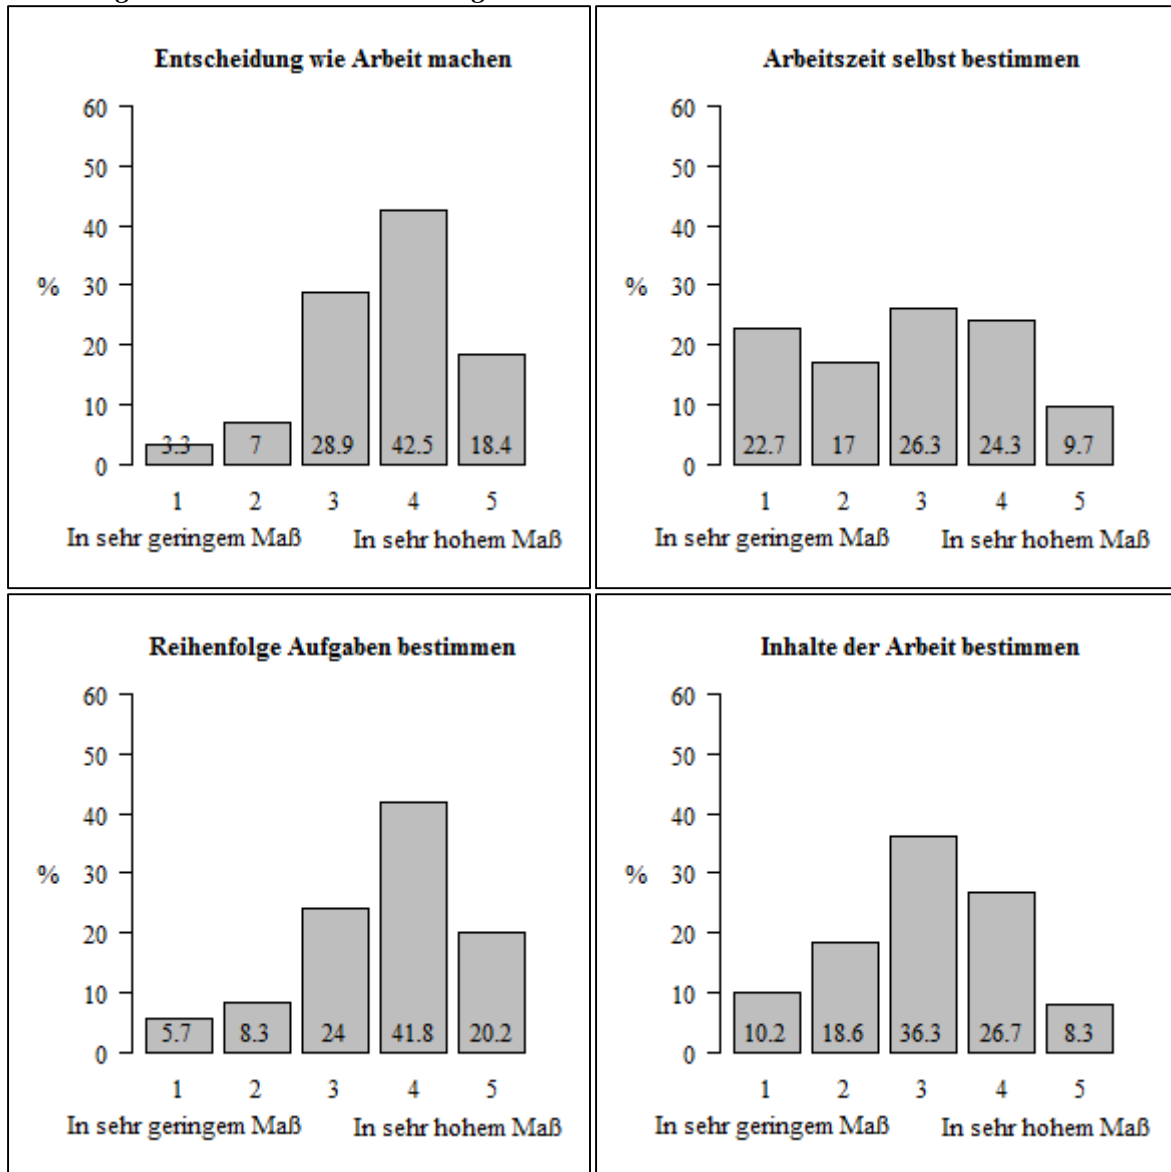 Entscheidung wie Arbeit machen
60
50
40
% 30
20
10
0
3.3 7 28.9 42.5 18.4
1 2 3 4 5
In sehr geringem Maß In sehr hohem Maß
Arbeitszeit selbst bestimmen
60
50
40
% 30
20
10
0
22.7 17 26.3 24.3 9.7
1 2 3 4 5
In sehr geringem Maß In sehr hohem Maß
Reihenfolge Aufgaben bestimmen
60
50
40
% 30
20
10
0
5.7 8.3 24 41.8 20.2
1 2 3 4 5
In sehr geringem Maß In sehr hohem Maß
Inhalte der Arbeit bestimmen
60
50
40
% 30
20
10
0
10.2 18.6 36.3 26.7 8.3
1 2 3 4 5
In sehr geringem Maß In sehr hohem Maß